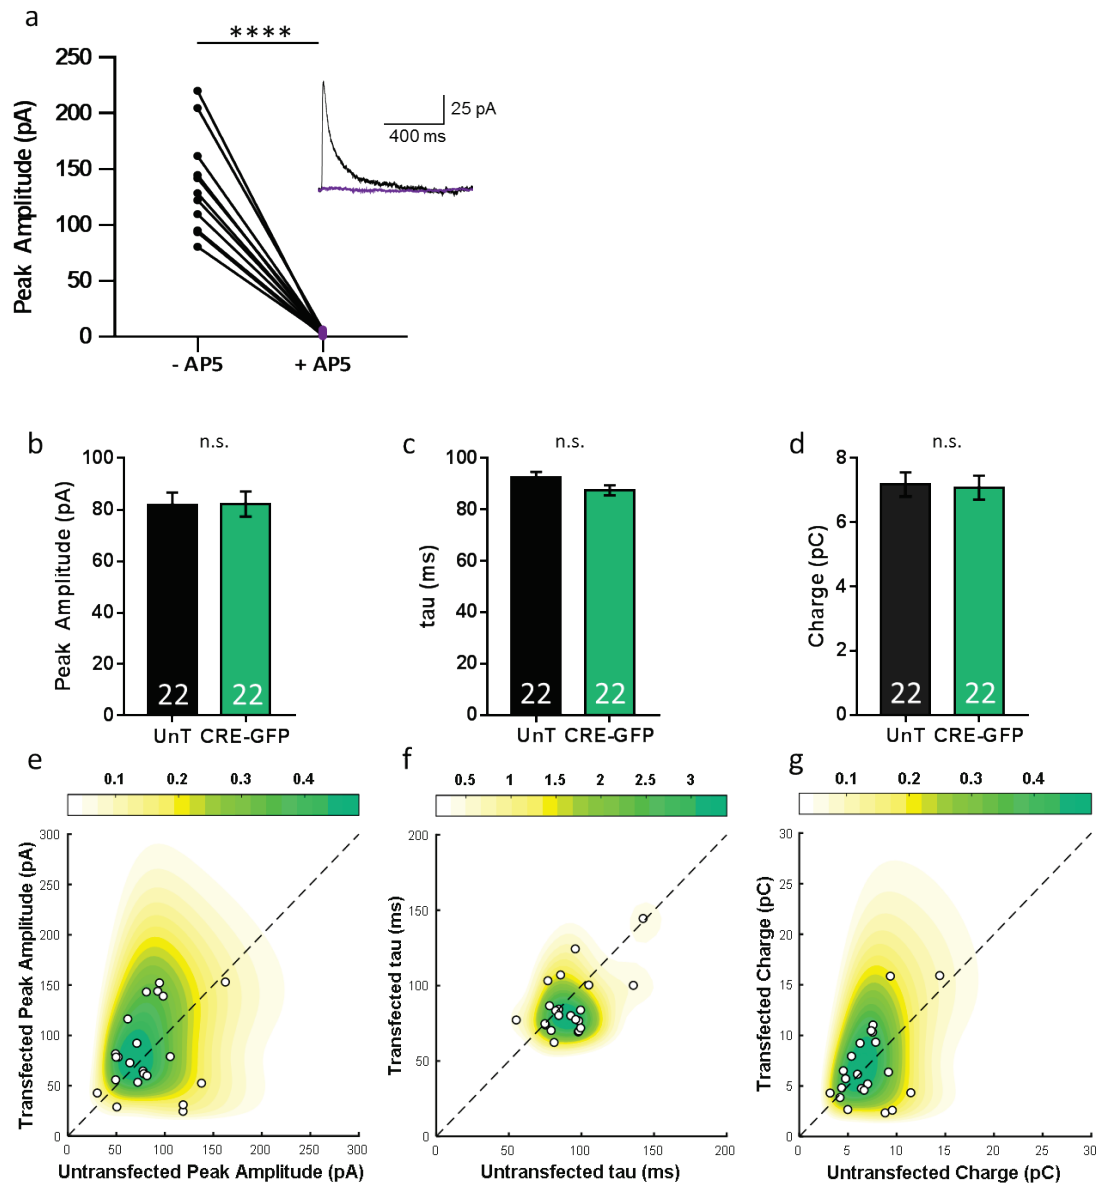 a
****
250
200
150
100
50
0
Peak Amplitude (pA)
25 pA
400 ms
- AP5 + AP5
b
n.s.
100
80
60
40
20
0
Peak Amplitude (pA)
22 22
UnT CRE-GFP
c
n.s.
100
80
60
40
20
0
tau (ms)
22 22
UnT CRE-GFP
d
n.s.
8
6
4
2
0
Charge (pC)
22 22
UnT CRE-GFP
e
0.1 0.2 0.3 0.4
300
250
200
150
100
50
0
Transfected Peak Amplitude (pA)
0 50 100 150 200 250 300
Untransfected Peak Amplitude (pA)
f
0.5 1 1.5 2 2.5 3
200
150
100
50
0
Transfected tau (ms)
0 50 100 150 200
Untransfected tau (ms)
g
0.1 0.2 0.3 0.4
30
25
20
15
10
5
0
Transfected Charge (pC)
0 5 10 15 20 25 30
Untransfected Charge (pC)